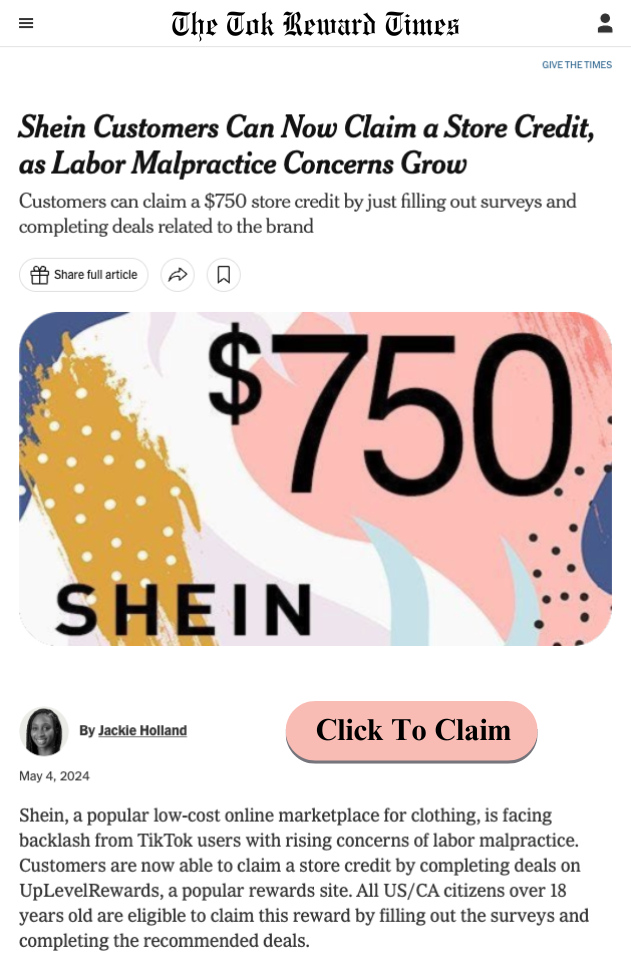 The Tok Reward Times
GIVE THE TIMES
Shein Customers Can Now Claim a Store Credit,
as Labor Malpractice Concerns Grow
Customers can claim a $750 store credit by just filling out surveys and
completing deals related to the brand
Share full article
$750
SHEIN
By Jackie Holland
Click To Claim
May 4, 2024
Shein, a popular low-cost online marketplace for clothing, is facing
backlash from TikTok users with rising concerns of labor malpractice.
Customers are now able to claim a store credit by completing deals on
UpLevelRewards, a popular rewards site. All US/CA citizens over 18
years old are eligible to claim this reward by filling out the surveys and
completing the recommended deals.